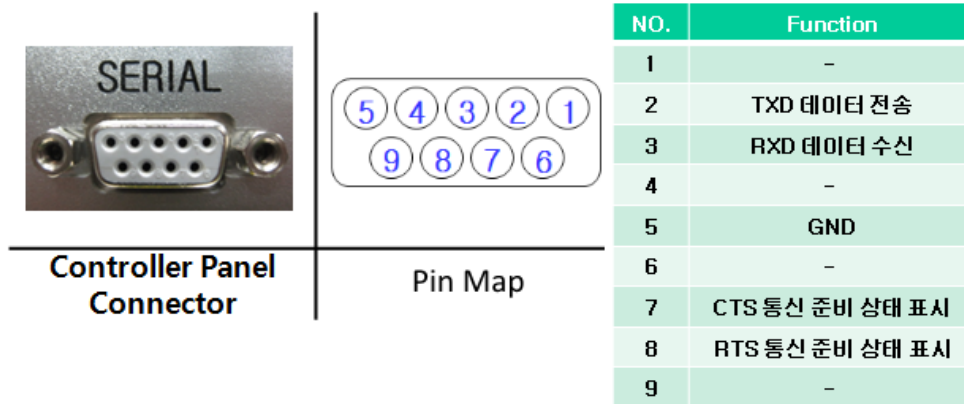 SERIAL
5 4 3 2 1
9 8 7 6
Controller Panel
Connector
Pin Map
NO. Function
1 -
2 TXD 데이터 전송
3 RXD 데이터 수신
4 -
5 GND
6 -
7 CTS 통신 준비 상태 표시
8 RTS 통신 준비 상태 표시
9 -